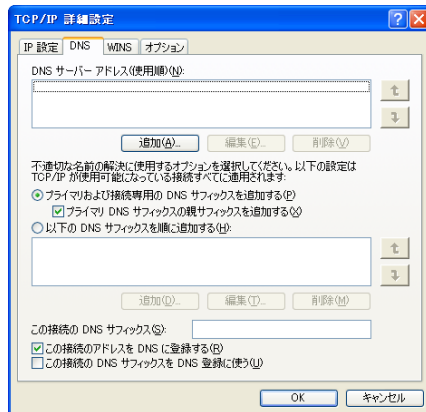 TCP/IP 詳細設定
IP 設定 DNS WINS オプション
DNS サーバー アドレス(使用順)(N):
追加(A)... 編集(E)... 削除(V)
不適切な名前の解決に使用するオプションを選択してください。以下の設定は
TCP/IP が使用可能になっている接続すべてに適用されます:
プライマリおよび接続専用の DNS サフィックスを追加する(P)
プライマリ DNS サフィックスの親サフィックスを追加する(X)
以下の DNS サフィックスを順に追加する(H):
追加(D)... 編集(T)... 削除(M)
この接続の DNS サフィックス(S):
この接続のアドレスを DNS に登録する(R)
この接続の DNS サフィックスを DNS 登録に使う(U)
OK キャンセル